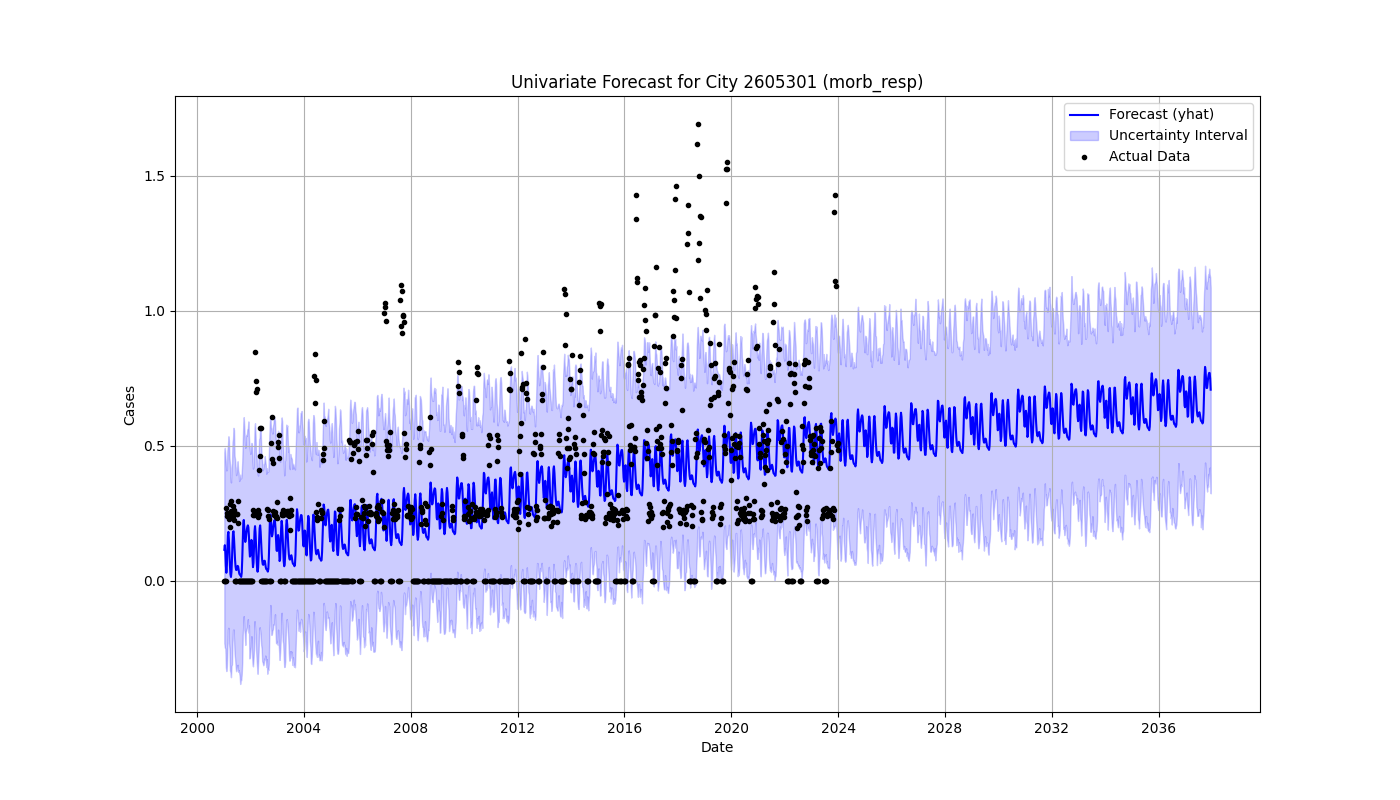 Univariate Forecast for City 2605301 (morb_resp)
Forecast (yhat)
Uncertainty Interval
Actual Data
Cases
1.5
1.0
0.5
0.0
2000 2004 2008 2012 2016 2020 2024 2028 2032 2036
Date